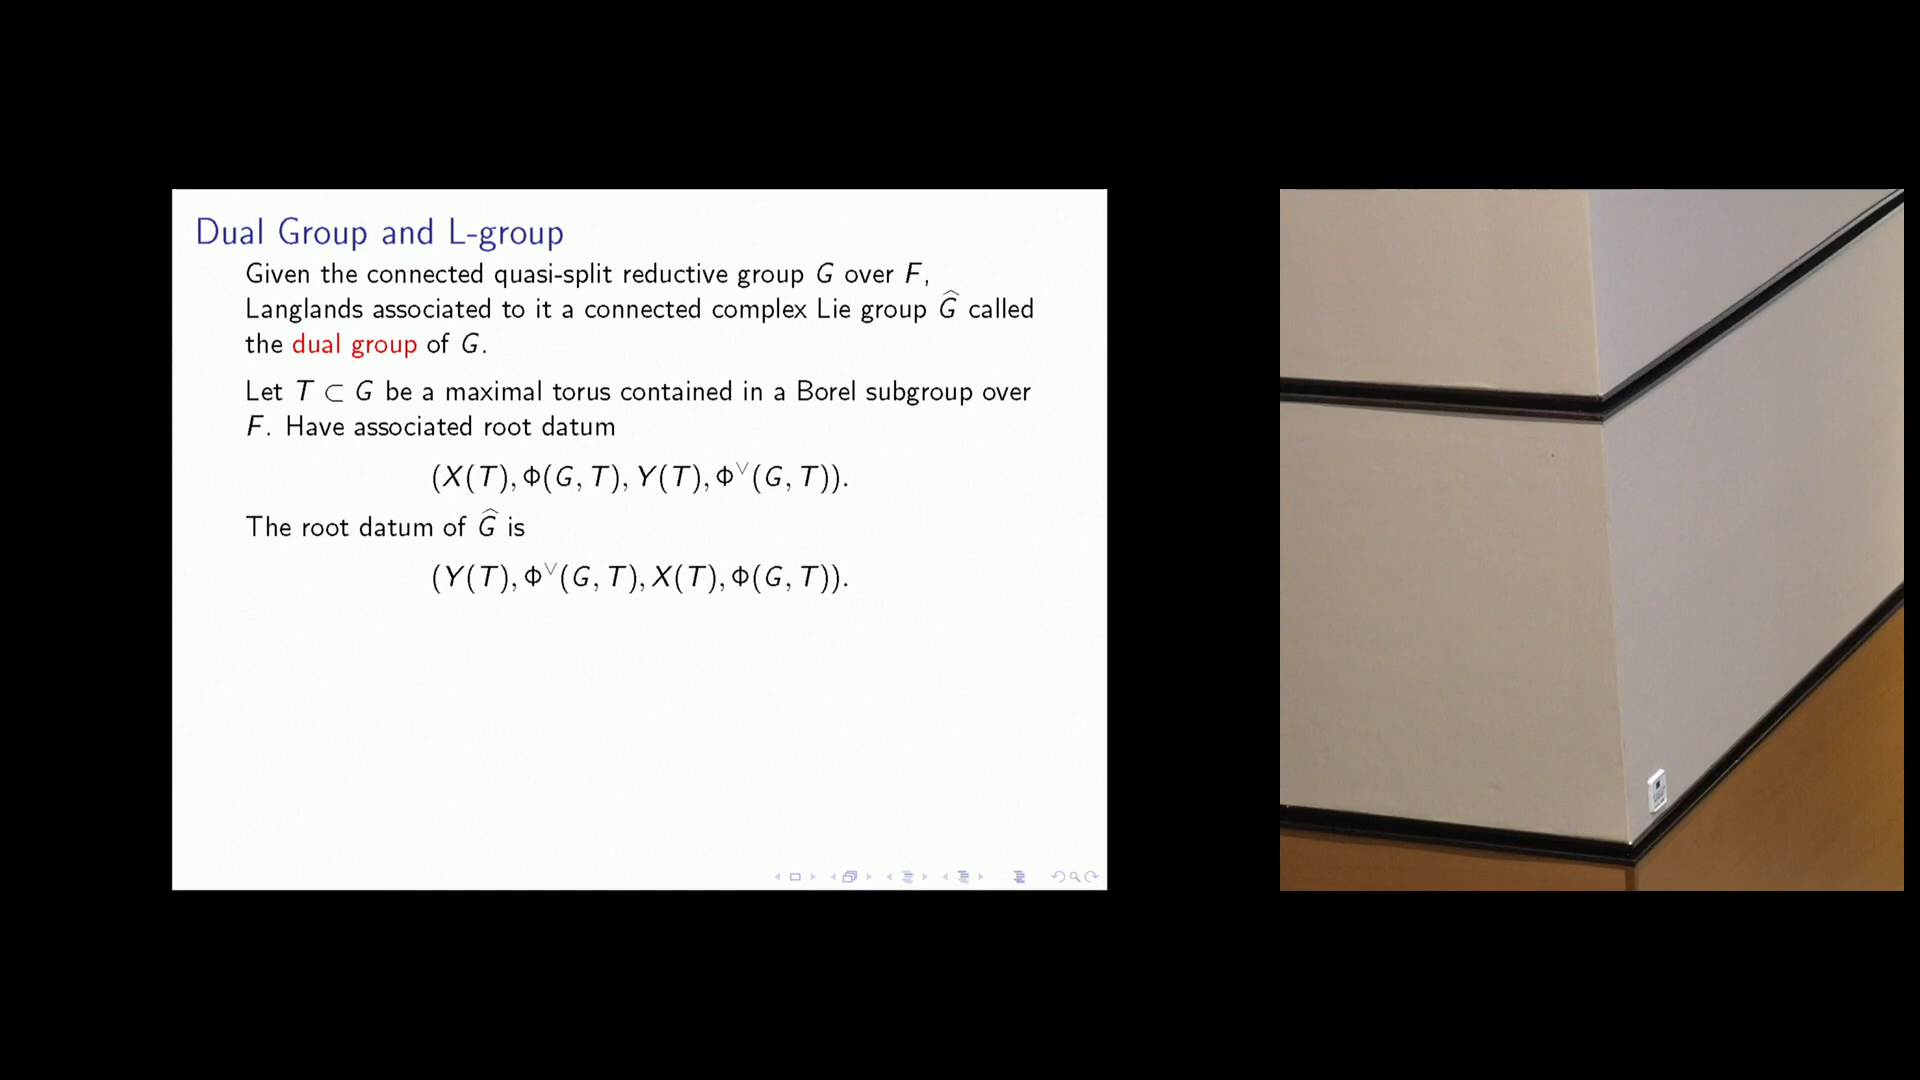 Dual Group and L-group
Given the connected quasi-split reductive group G over F,
Langlands associated to it a connected complex Lie group Ĝ called
the dual group of G.
Let T ⊂ G be a maximal torus contained in a Borel subgroup over
F. Have associated root datum
(X(T), Φ(G, T), Y(T), Φ^∨(G, T)).
The root datum of Ĝ is
(Y(T), Φ^∨(G, T), X(T), Φ(G, T)).